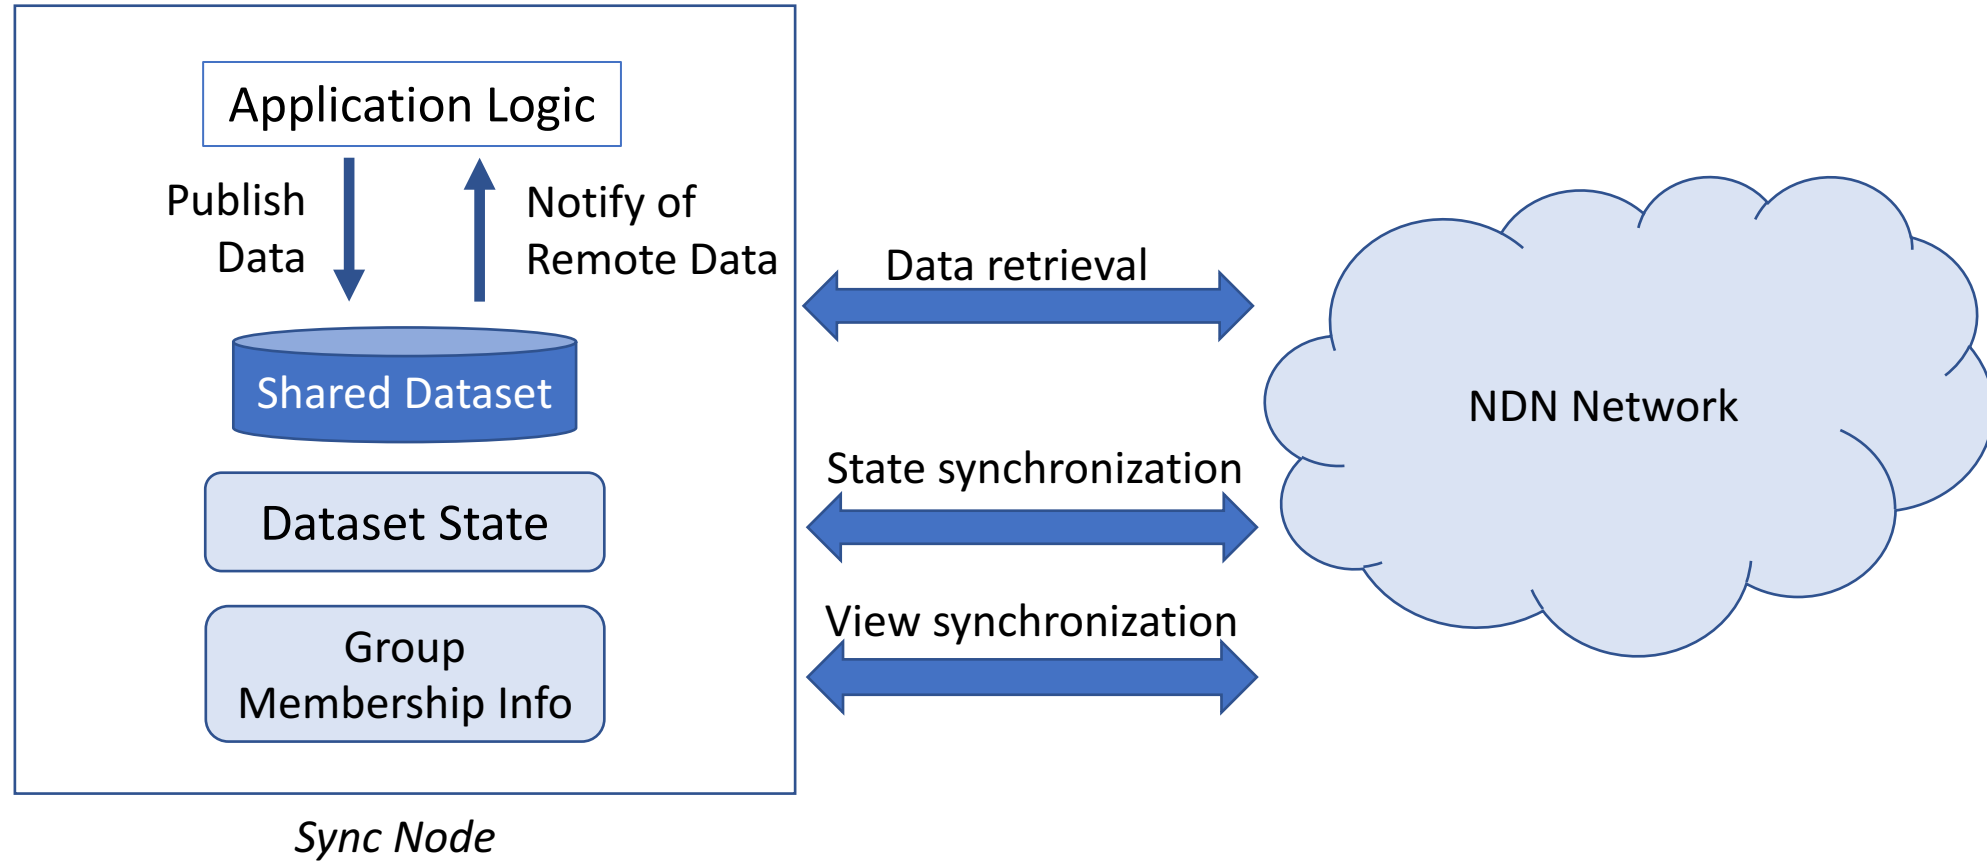 Application Logic
Publish
Data
Notify of
Remote Data
Shared Dataset
Dataset State
Group
Membership Info
Sync Node
Data retrieval
State synchronization
View synchronization
NDN Network